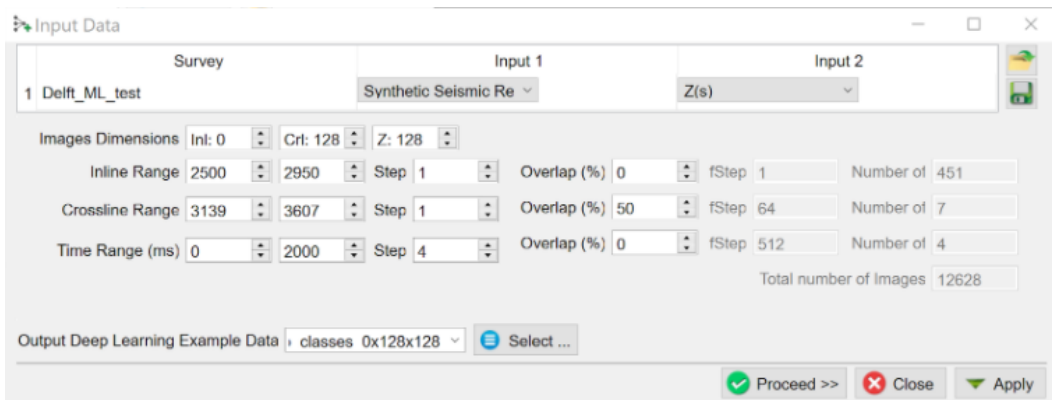 Input Data
Survey Input 1 Input 2
1 Delft_ML_test Synthetic Seismic Re Z(s)
Images Dimensions Inl: 0 Crl: 128 Z: 128
Inline Range 2500 2950 Step 1 Overlap (%) 0 fStep 1 Number of 451
Crossline Range 3139 3607 Step 1 Overlap (%) 50 fStep 64 Number of 7
Time Range (ms) 0 2000 Step 4 Overlap (%) 0 fStep 512 Number of 4
Total number of Images 12628
Output Deep Learning Example Data classes 0x128x128 Select ...
Proceed >> Close Apply